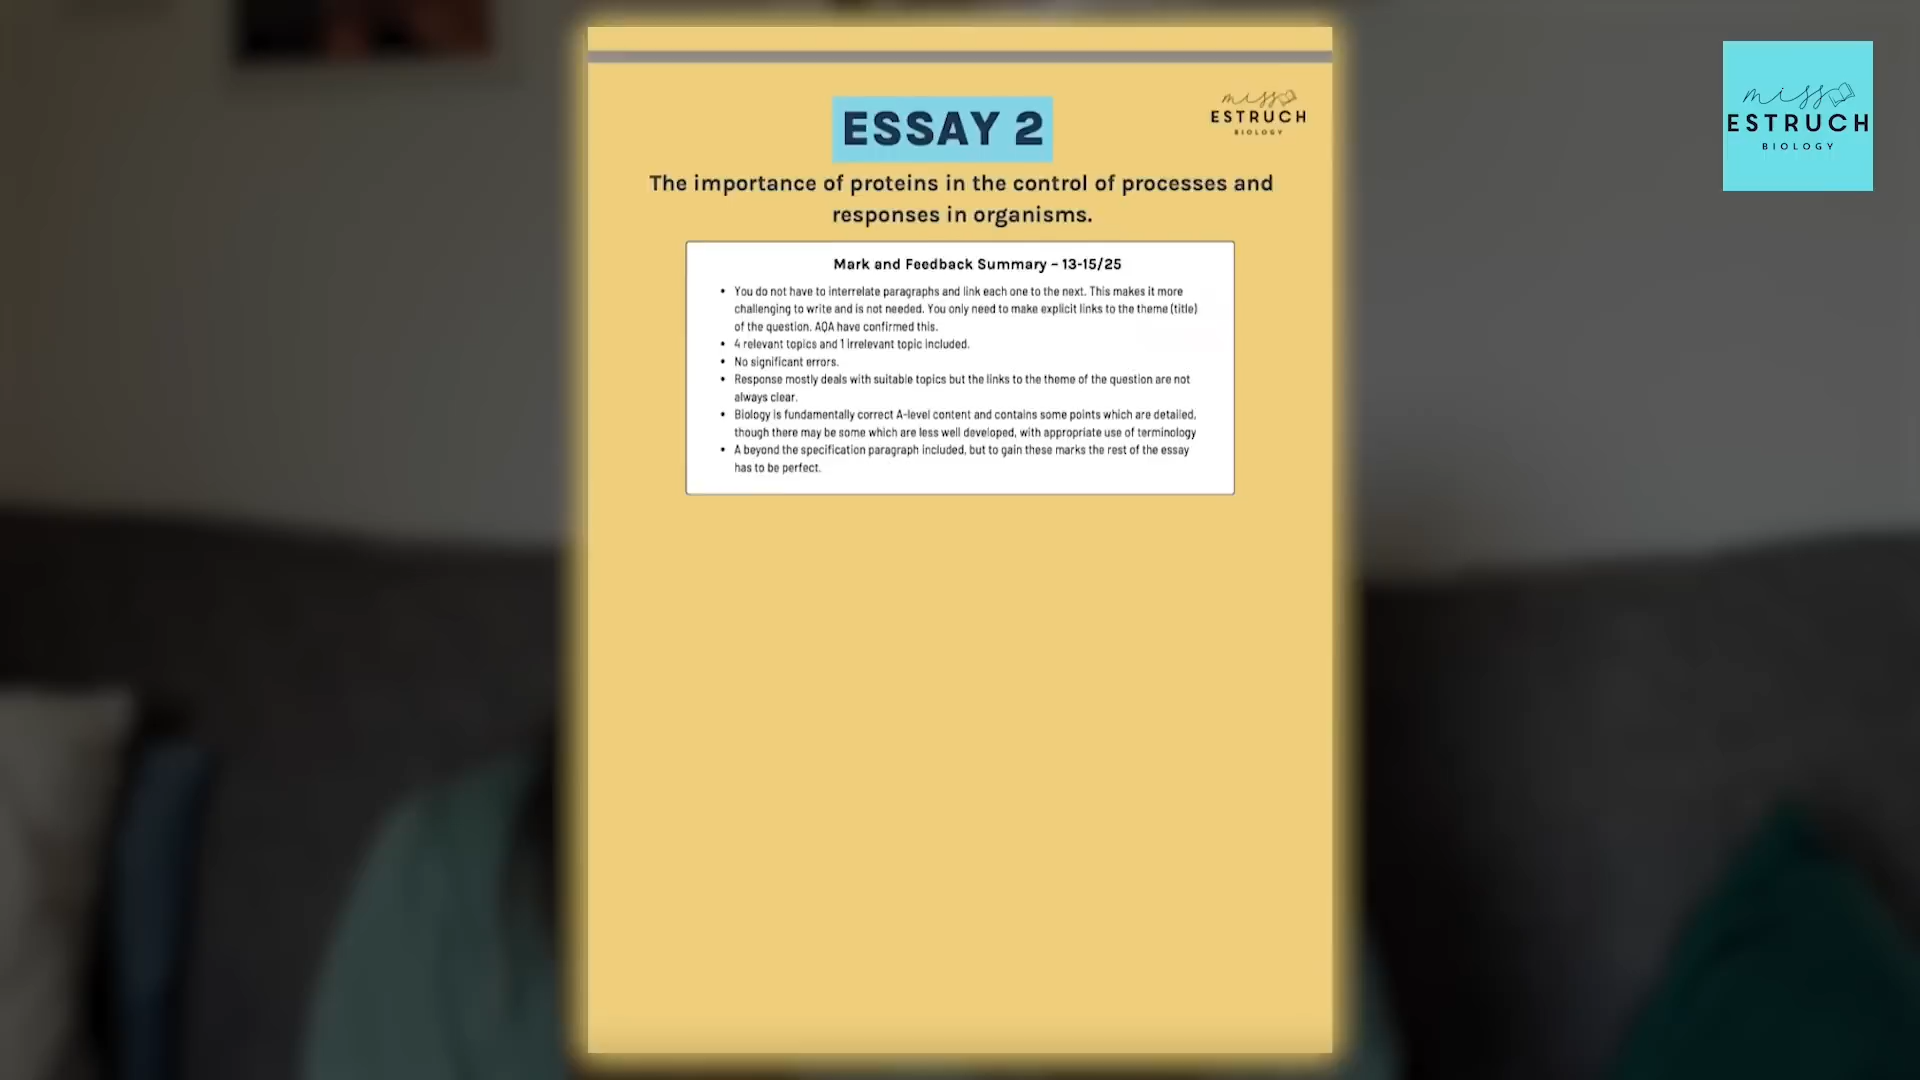 ESSAY 2
miss
ESTRUCH
BIOLOGY
miss
ESTRUCH
BIOLOGY
The importance of proteins in the control of processes and
responses in organisms.
Mark and Feedback Summary – 13-15/25
• You do not have to interrelate paragraphs and link each one to the next. This makes it more
challenging to write and is not needed. You only need to make explicit links to the theme (title)
of the question. AQA have confirmed this.
• 4 relevant topics and 1 irrelevant topic included.
• No significant errors.
• Response mostly deals with suitable topics but the links to the theme of the question are not
always clear.
• Biology is fundamentally correct A-level content and contains some points which are detailed,
though there may be some which are less well developed, with appropriate use of terminology
• A beyond the specification paragraph included, but to gain these marks the rest of the essay
has to be perfect.